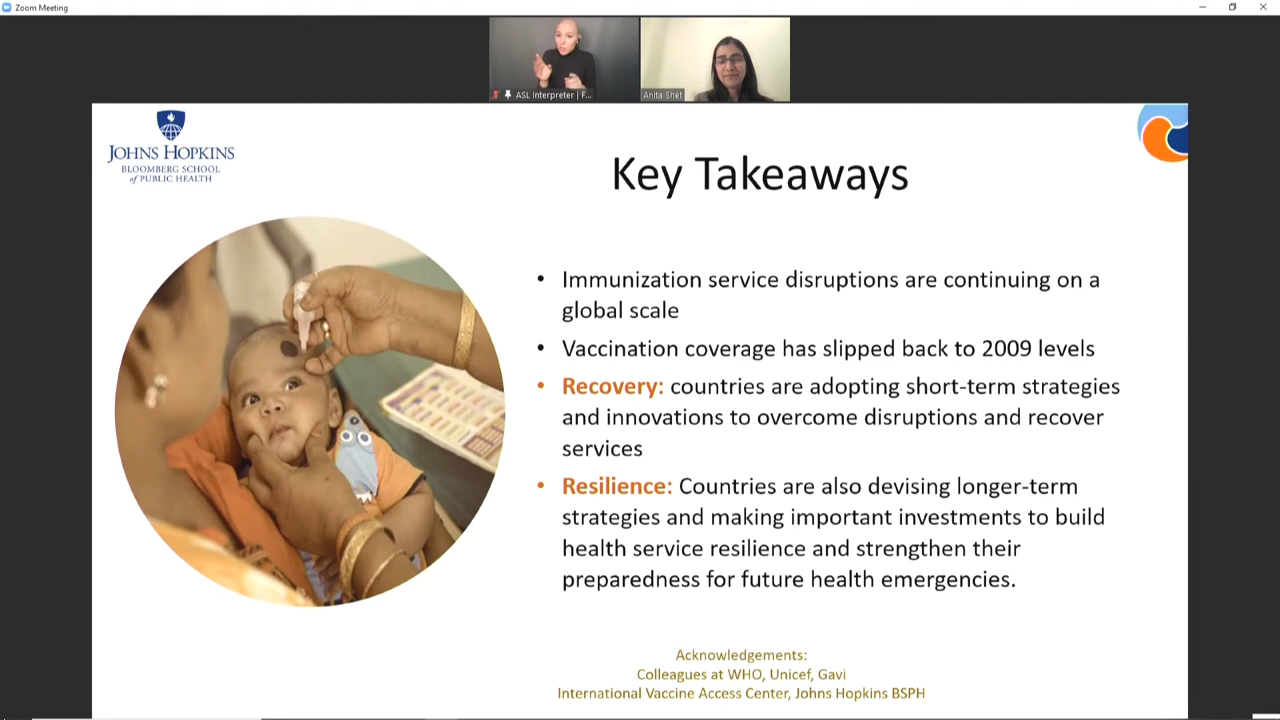 Zoom Meeting
ASL Interpreter | F...
Anita Shet
JOHNS HOPKINS
BLOOMBERG SCHOOL
of PUBLIC HEALTH
Key Takeaways
• Immunization service disruptions are continuing on a
global scale
• Vaccination coverage has slipped back to 2009 levels
• Recovery: countries are adopting short-term strategies
and innovations to overcome disruptions and recover
services
• Resilience: Countries are also devising longer-term
strategies and making important investments to build
health service resilience and strengthen their
preparedness for future health emergencies.
Acknowledgements:
Colleagues at WHO, Unicef, Gavi
International Vaccine Access Center, Johns Hopkins BSPH